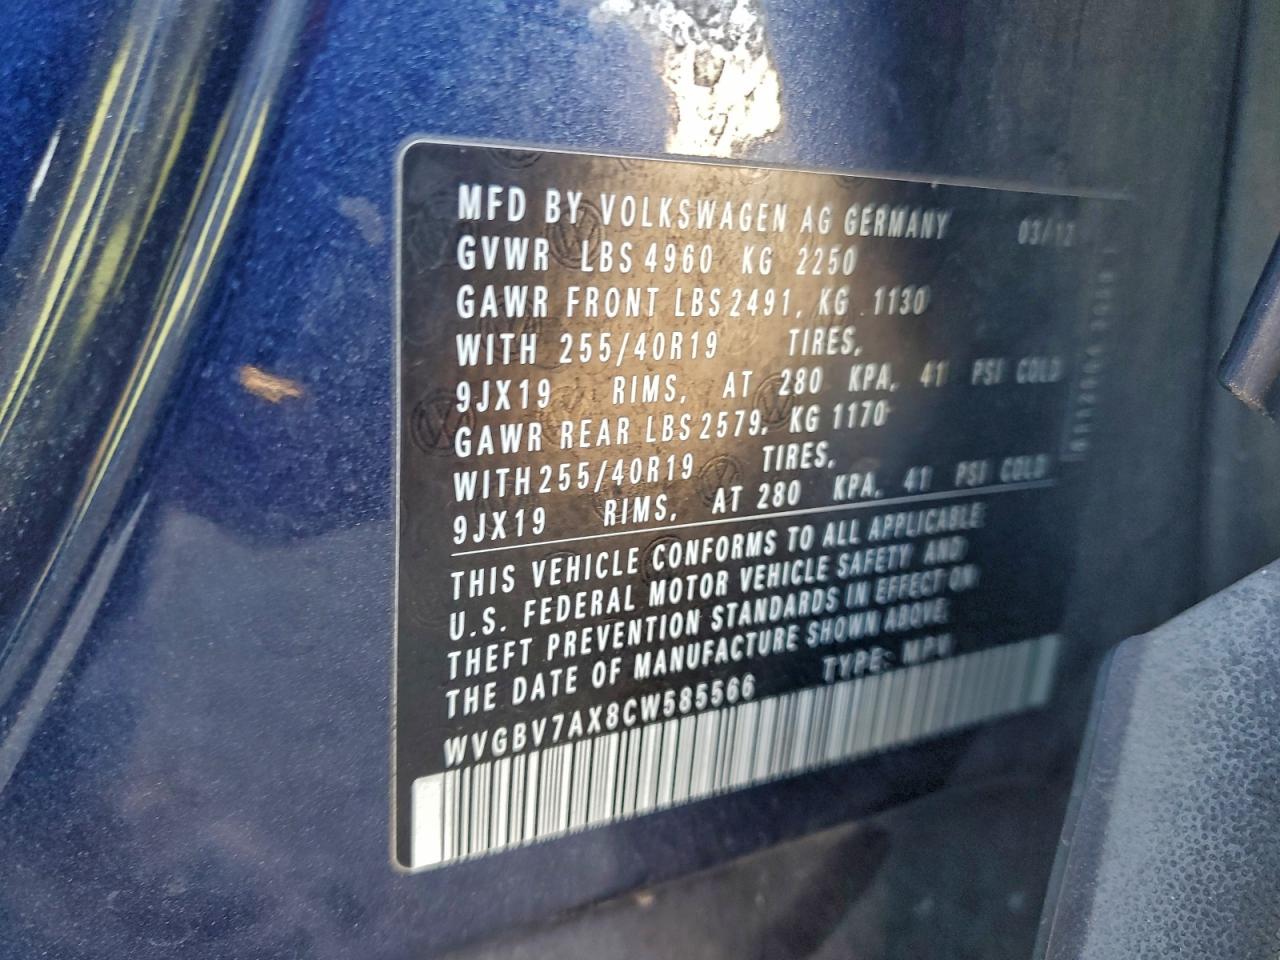 MFD BY VOLKSWAGEN AG GERMANY 03/12
GVWR LBS 4960 KG 2250
GAWR FRONT LBS 2491, KG 1130
WITH 255/40R19 TIRES,
9JX19 RIMS, AT 280 KPA, 41 PSI COLD
GAWR REAR LBS 2579, KG 1170
WITH 255/40R19 TIRES,
9JX19 RIMS, AT 280 KPA, 41 PSI COLD
THIS VEHICLE CONFORMS TO ALL APPLICABLE
U.S. FEDERAL MOTOR VEHICLE SAFETY AND
THEFT PREVENTION STANDARDS IN EFFECT ON
THE DATE OF MANUFACTURE SHOWN ABOVE.
WVGBV7AX8CW585566 TYPE: MPV